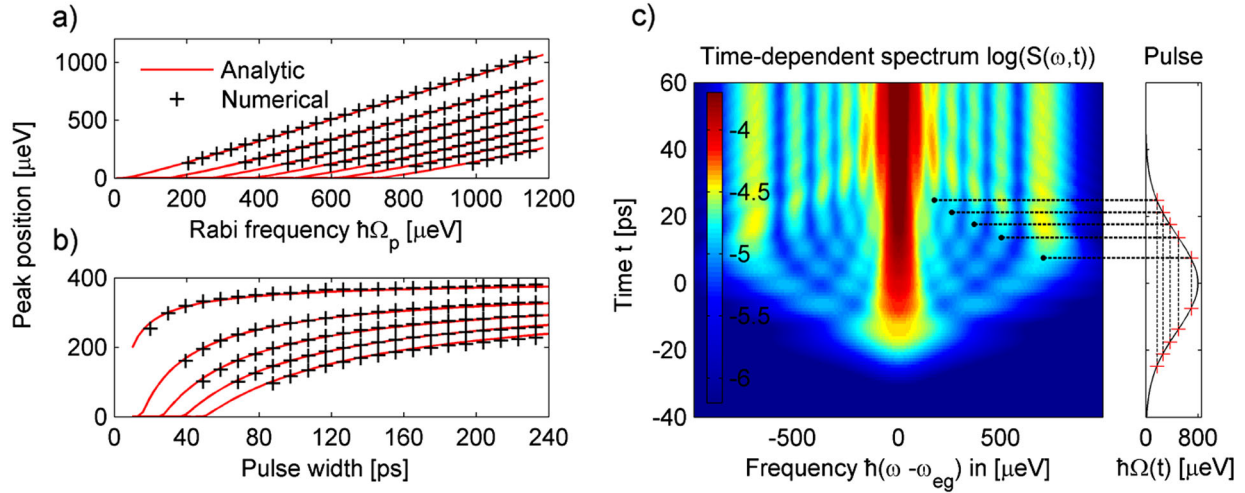 a)
1000
500
0
Analytic
Numerical
0 200 400 600 800 1000 1200
Rabi frequency ħΩp [µeV]
Peak position [µeV]
b)
400
200
0
0 40 80 120 160 200 240
Pulse width [ps]
c)
Time-dependent spectrum log(S(ω,t))
Pulse
60
40
20
0
-20
-40
Time t [ps]
-4
-4.5
-5
-5.5
-6
-500 0 500
Frequency ħ(ω -ωeg) in [µeV]
0 800
ħΩ(t) [µeV]